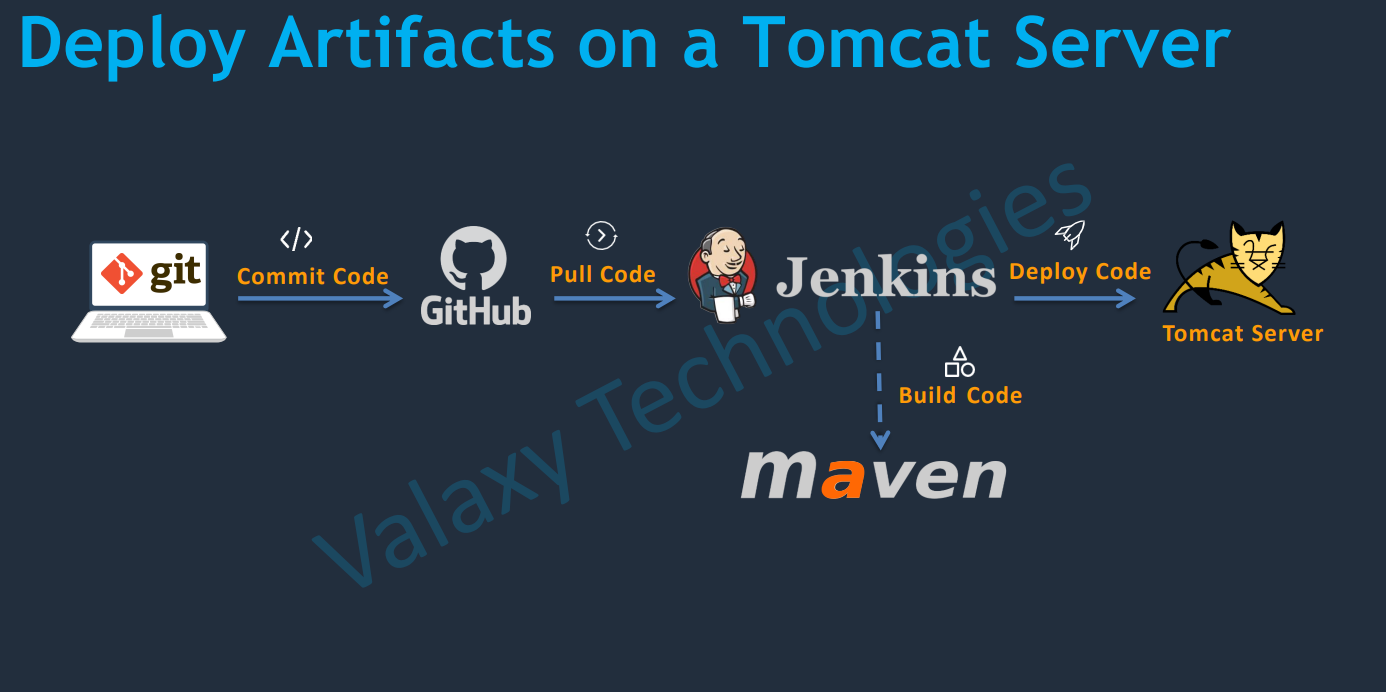 Deploy Artifacts on a Tomcat Server
git
Commit Code
GitHub
Pull Code
Jenkins
Deploy Code
Tomcat Server
Build Code
maven
Valaxy Technologies